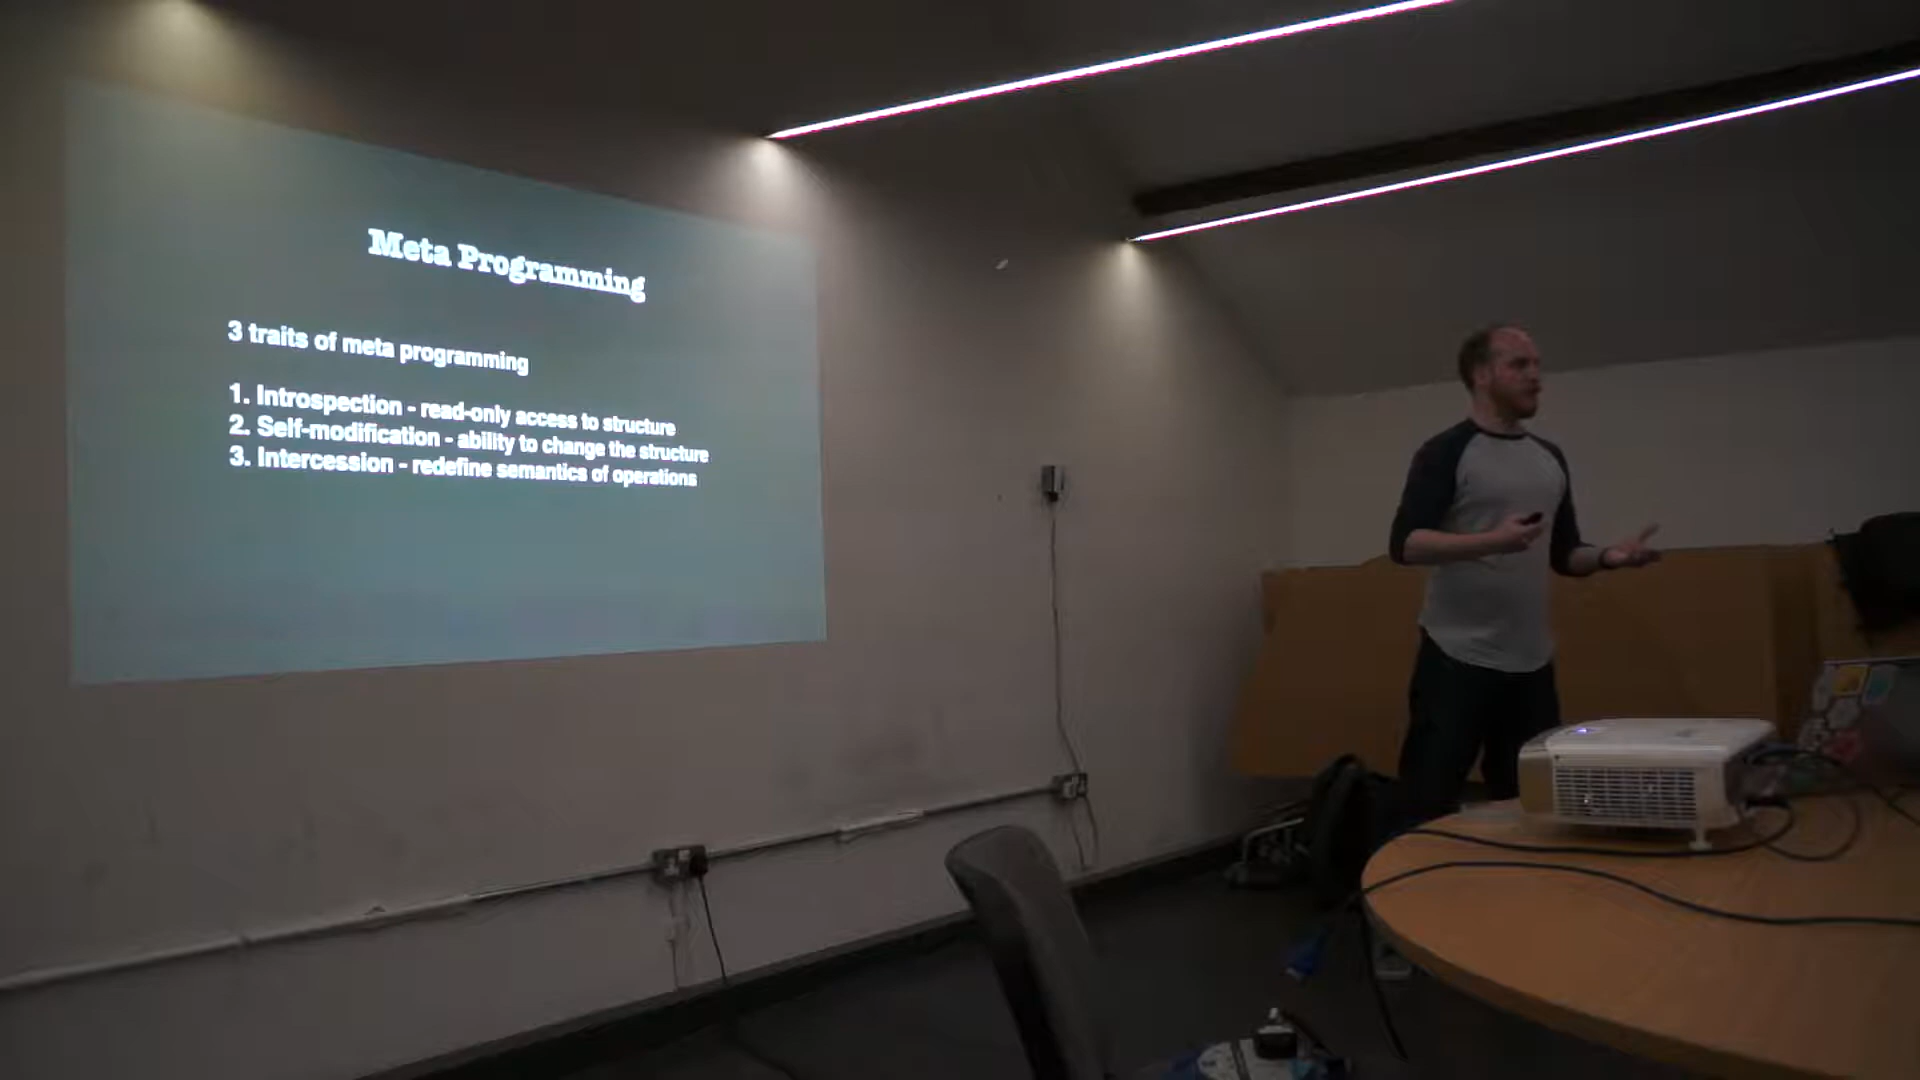 Meta Programming
3 traits of meta programming
1. Introspection - read-only access to structure
2. Self-modification - ability to change the structure
3. Intercession - redefine semantics of operations